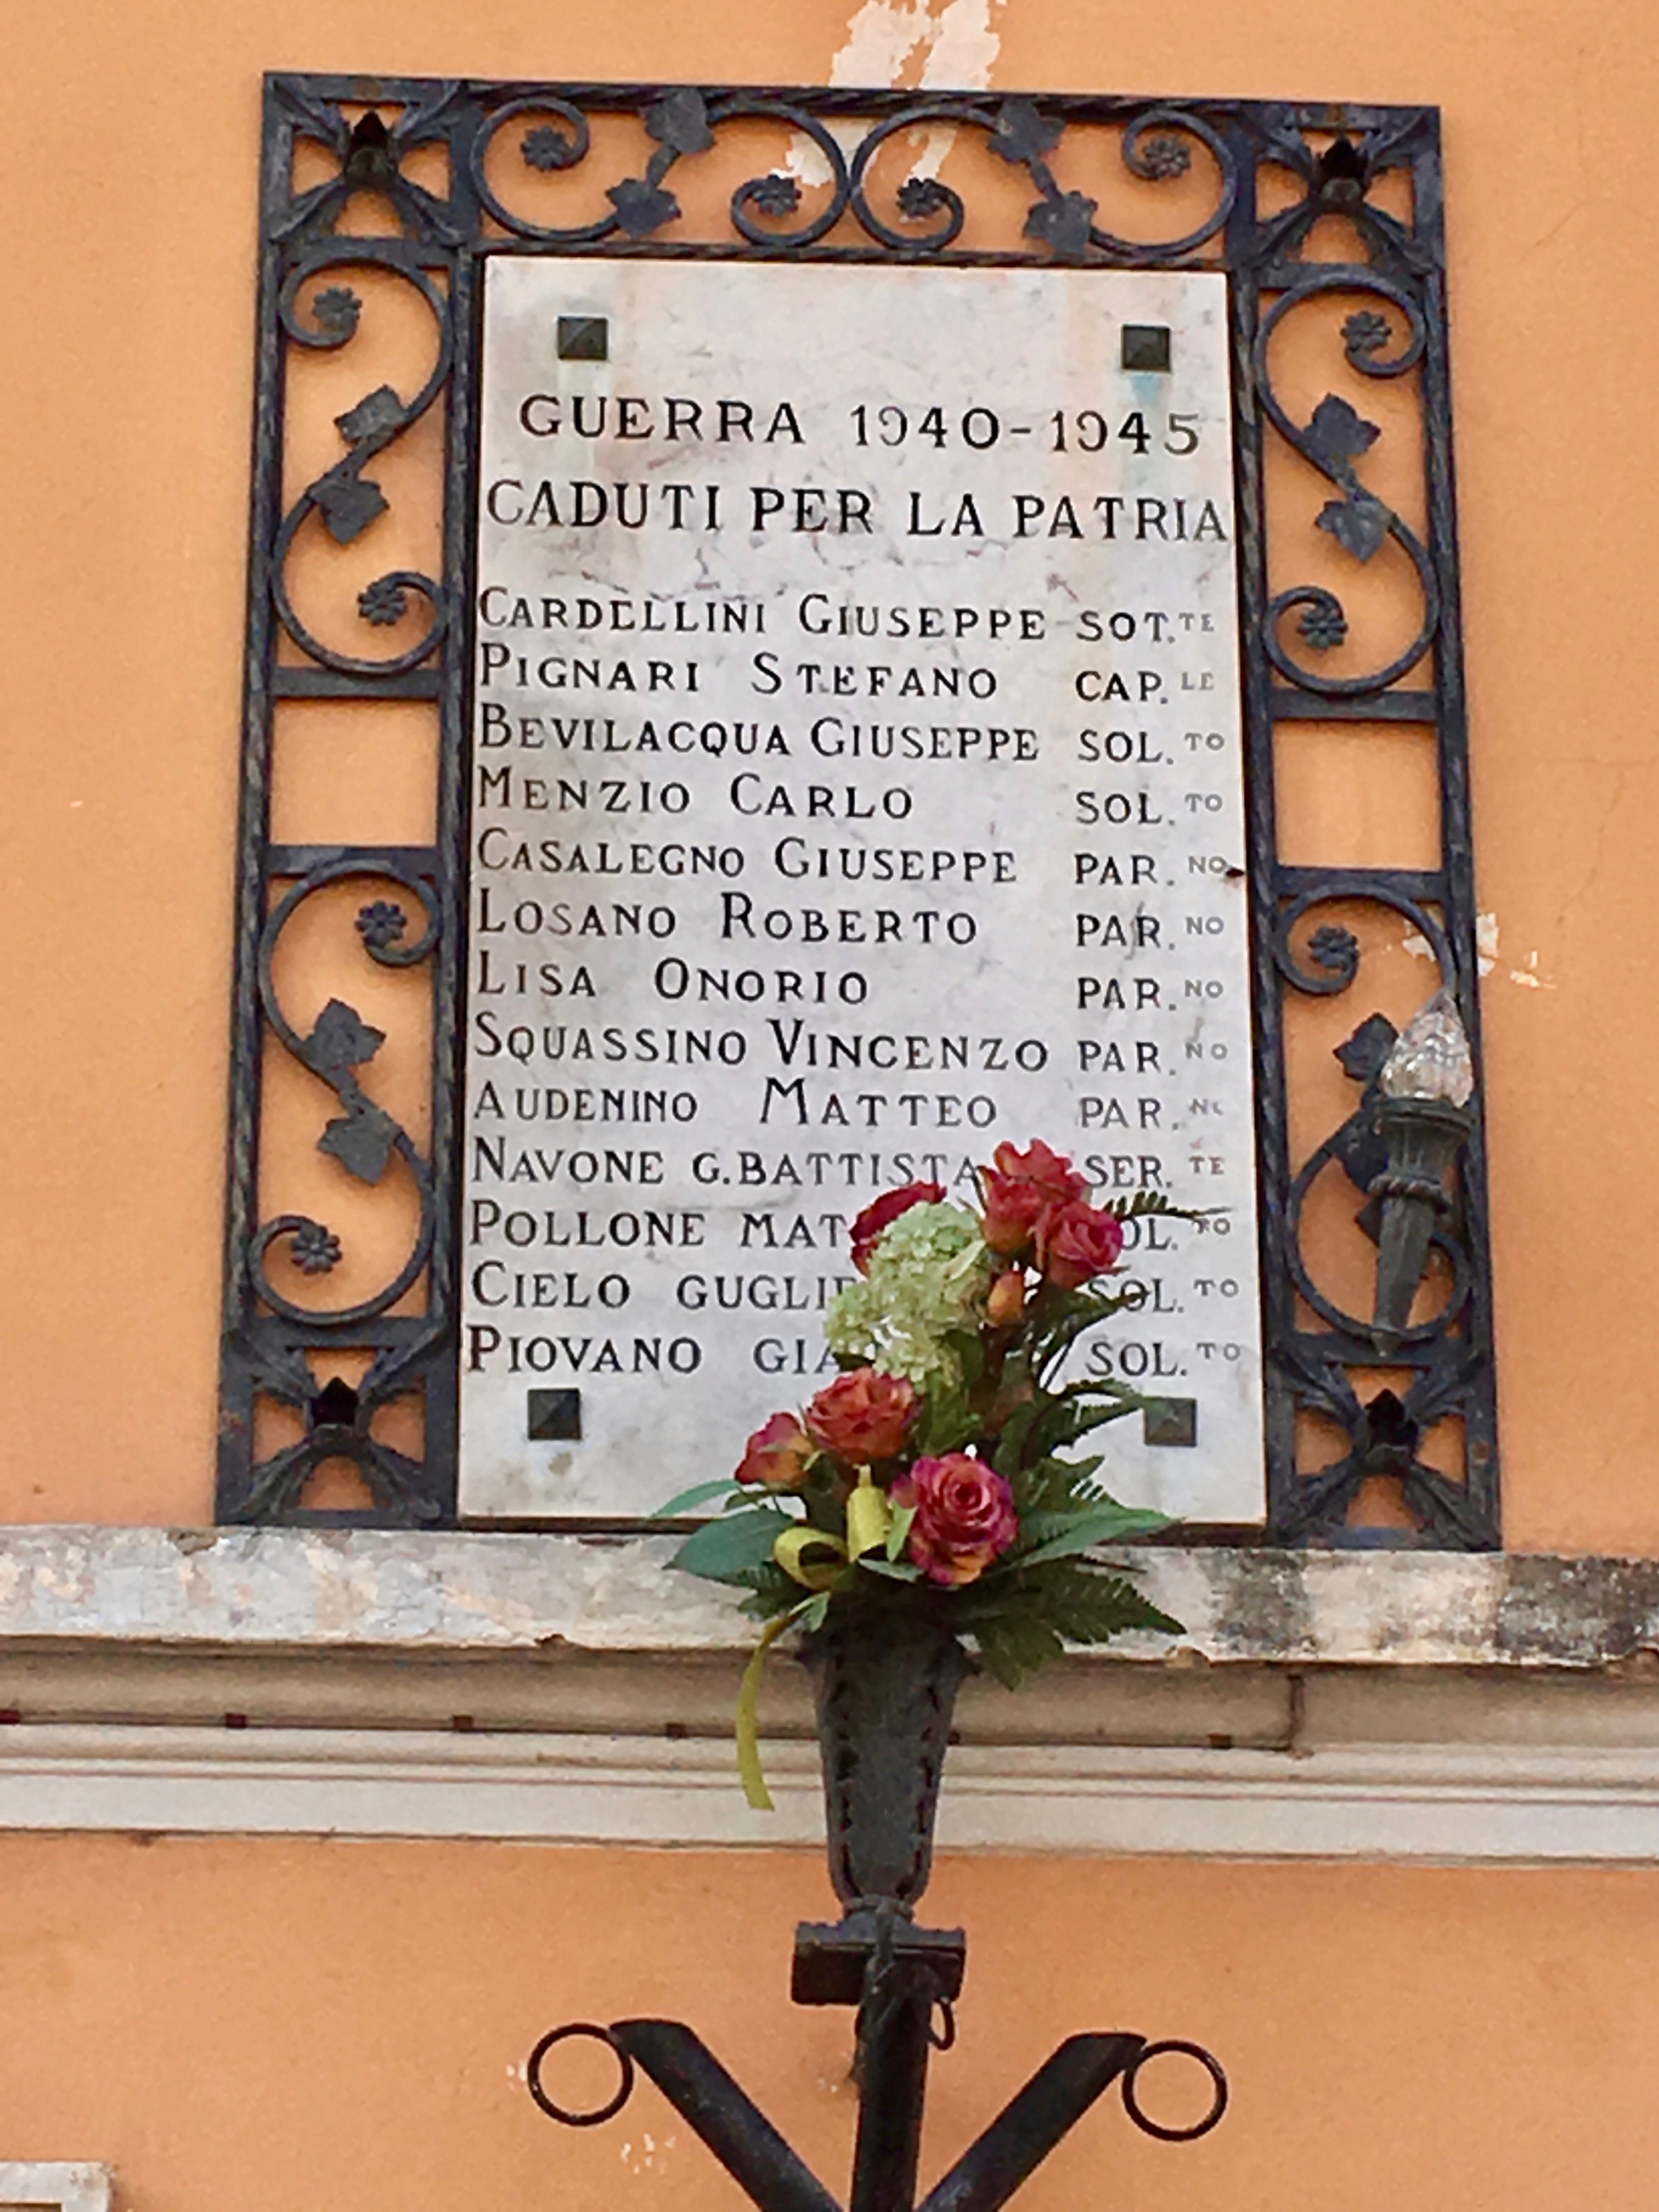 GUERRA 1940-1945
CADUTI PER LA PATRIA
CARDELLINI GIUSEPPE SOT.TE
PIGNARI STEFANO CAP.LE
BEVILACQUA GIUSEPPE SOL.TO
MENZIO CARLO SOL.TO
CASALEGNO GIUSEPPE PAR.NO
LOSANO ROBERTO PAR.NO
LISA ONORIO PAR.NO
SQUASSINO VINCENZO PAR.NO
AUDENINO MATTEO PAR.NO
NAVONE G.BATTISTA SER.TE
POLLONE
CIELO SOL.TO
PIOVANO SOL.TO